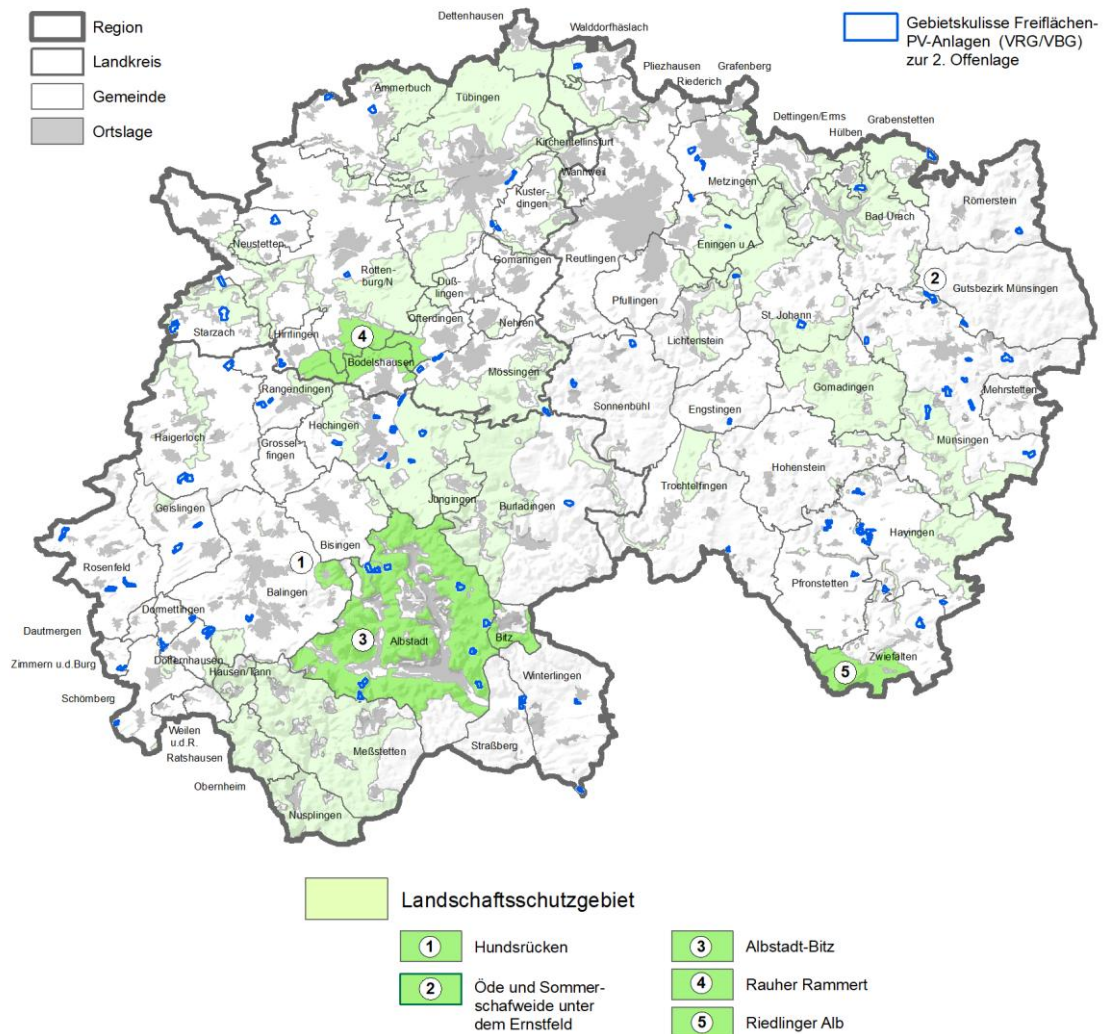 Region
Landkreis
Gemeinde
Ortslage
Gebietskulisse Freiflächen-
PV-Anlagen (VRG/VBG)
zur 2. Offenlage
Dettenhausen
Walddorfhäslach
Pliezhausen
Riederich
Grafenberg
Ammerbuch
Tübingen
Dettingen/Erms
Hülben
Grabenstetten
Kirchentellinsfurt
Wannweil
Metzingen
Kuster-
dingen
Bad Urach
Römerstein
Neustetten
Eningen u.A.
Gomaringen
Reutlingen
Rotten-
burg/N
Duß-
lingen
2
Gutsbezirk Münsingen
Pfullingen
Ofterdingen
Nehren
St. Johann
Starzach
Hirrlingen
4
Lichtenstein
Bodelshausen
Mössingen
Gomadingen
Mehrstetten
Rangendingen
Sonnenbühl
Engstingen
Hechingen
Haigerloch
Grossel-
fingen
Münsingen
Hohenstein
Trochtelfingen
Jungingen
Burladingen
Geislingen
Hayingen
Bisingen
1
Rosenfeld
Pfronstetten
Balingen
Dormettingen
Dautmergen
3
Albstadt
Bitz
Zwiefalten
Zimmern u.d.Burg
Dotternhausen
Hausen/Tann
5
Winterlingen
Schömberg
Weilen
u.d.R.
Meßstetten
Straßberg
Ratshausen
Obernheim
Nusplingen
Landschaftsschutzgebiet
1 Hundsrücken
2 Öde und Sommer-
schafweide unter
dem Ernstfeld
3 Albstadt-Bitz
4 Rauher Rammert
5 Riedlinger Alb